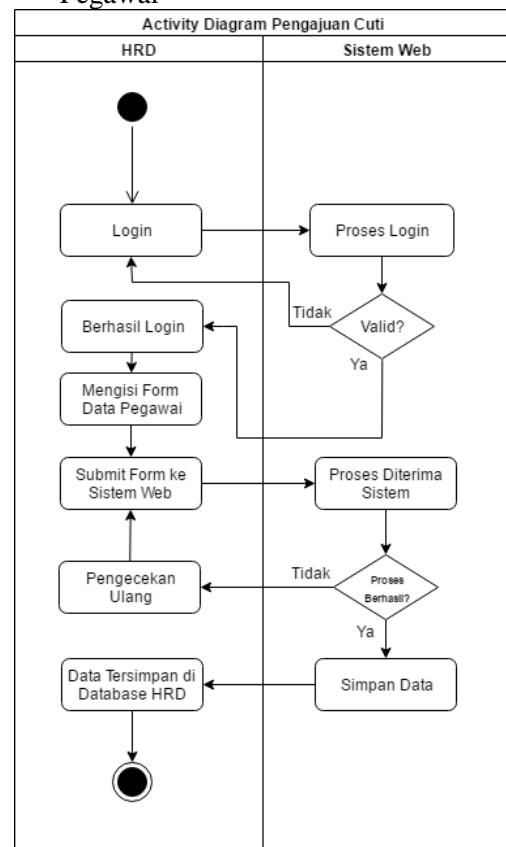 Pegawai
Activity Diagram Pengajuan Cuti
HRD
Sistem Web
Login
Proses Login
Tidak
Valid?
Berhasil Login
Ya
Mengisi Form
Data Pegawai
Submit Form ke
Sistem Web
Proses Diterima
Sistem
Pengecekan
Ulang
Tidak
Proses
Berhasil?
Ya
Data Tersimpan di
Database HRD
Simpan Data